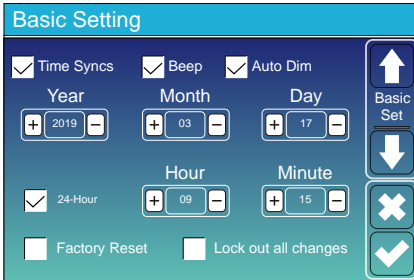 Basic Setting
Time Syncs Beep Auto Dim
Year Month Day
+ 2019 − + 03 − + 17 −
Basic
Set
Hour Minute
24-Hour + 09 − + 15 −
Factory Reset Lock out all changes